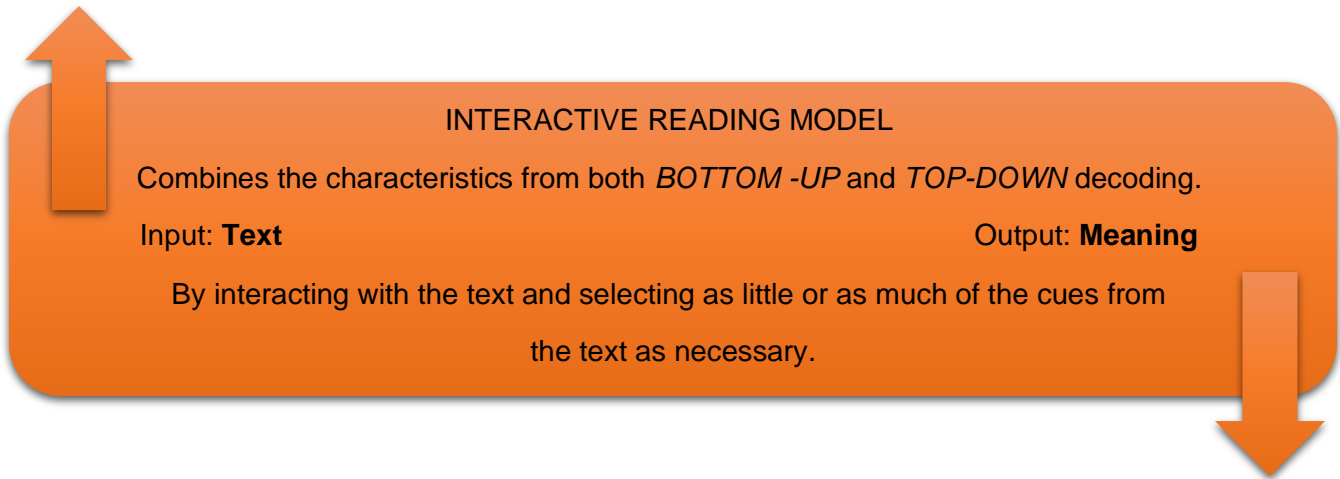 INTERACTIVE READING MODEL
Combines the characteristics from both BOTTOM -UP and TOP-DOWN decoding.
Input: Text Output: Meaning
By interacting with the text and selecting as little or as much of the cues from
the text as necessary.